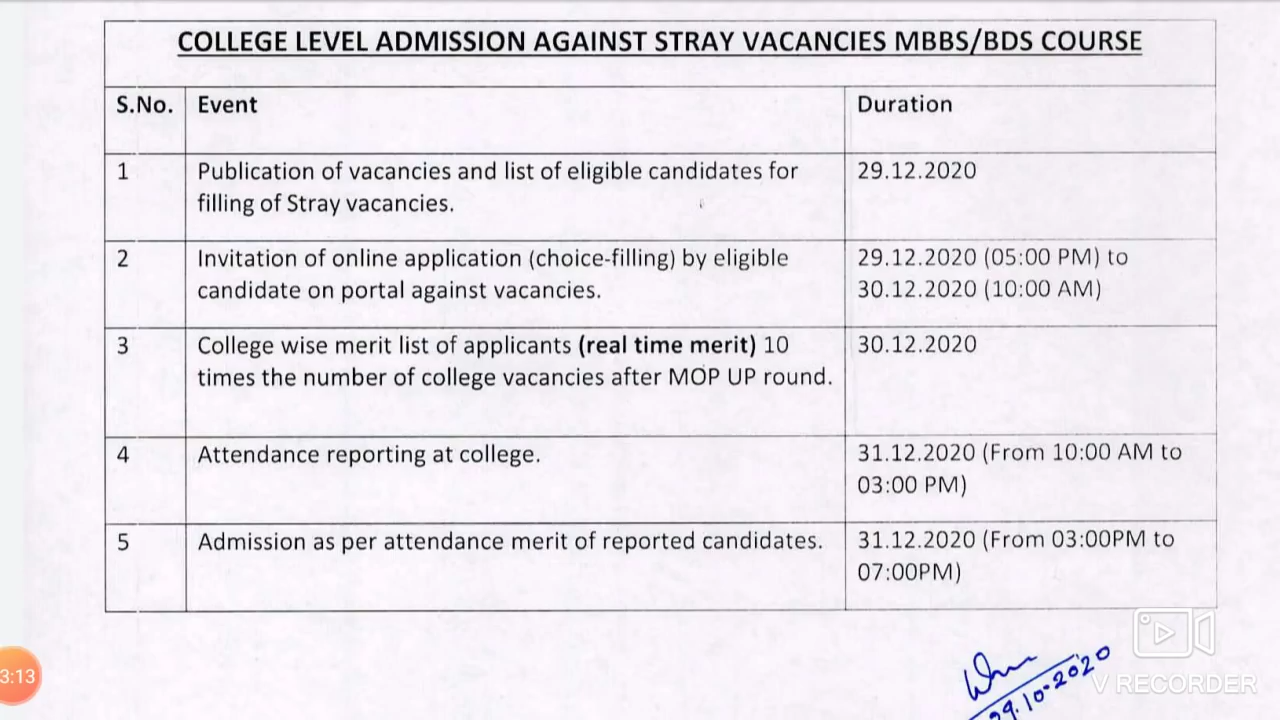 COLLEGE LEVEL ADMISSION AGAINST STRAY VACANCIES MBBS/BDS COURSE
S.No. Event Duration
1 Publication of vacancies and list of eligible candidates for 29.12.2020
filling of Stray vacancies.
2 Invitation of online application (choice-filling) by eligible 29.12.2020 (05:00 PM) to
candidate on portal against vacancies. 30.12.2020 (10:00 AM)
3 College wise merit list of applicants (real time merit) 10 30.12.2020
times the number of college vacancies after MOP UP round.
4 Attendance reporting at college. 31.12.2020 (From 10:00 AM to
03:00 PM)
5 Admission as per attendance merit of reported candidates. 31.12.2020 (From 03:00PM to
07:00PM)
3:13
29.10.2020
V RECORDER